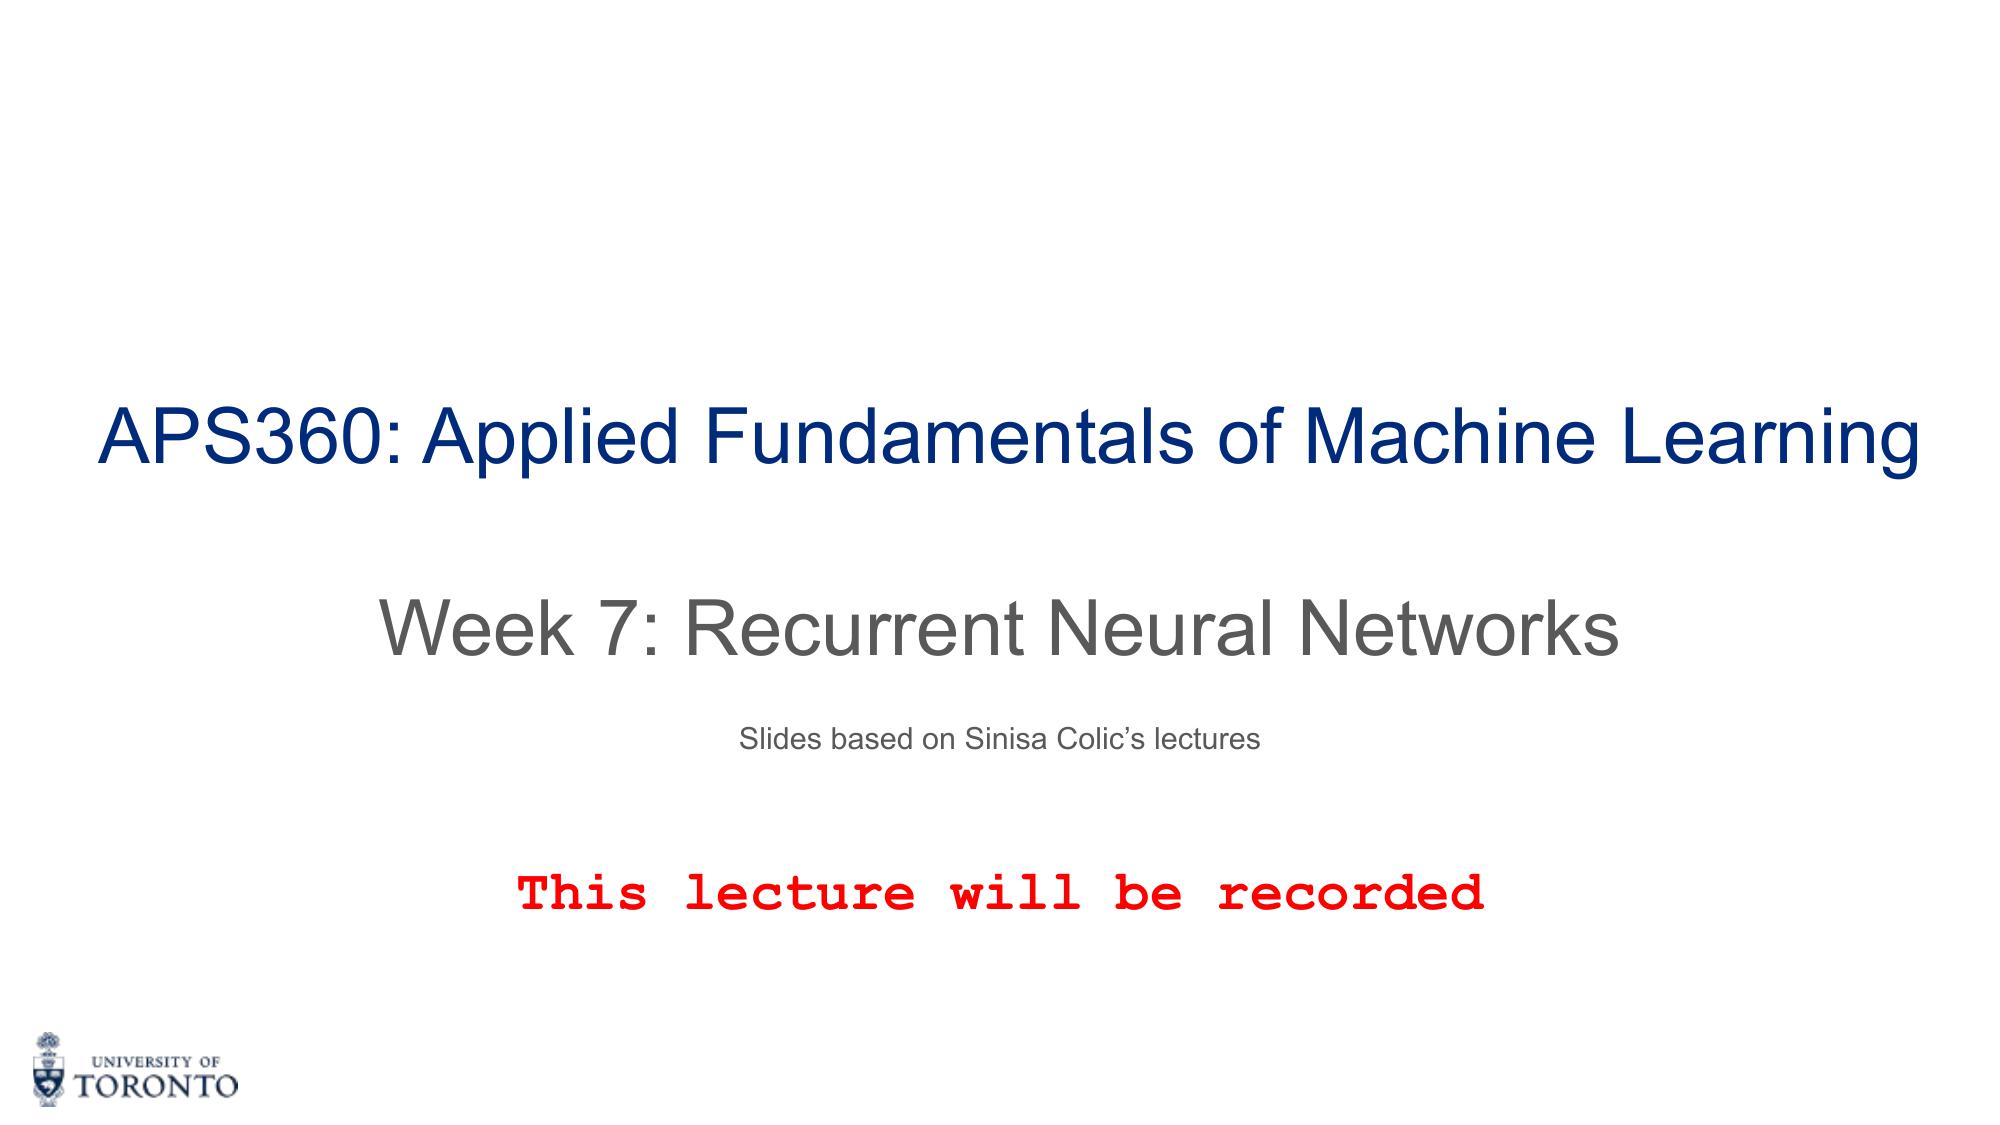 APS360: Applied Fundamentals of Machine Learning
Week 7: Recurrent Neural Networks
Slides based on Sinisa Colic’s lectures
This lecture will be recorded
UNIVERSITY OF
TORONTO